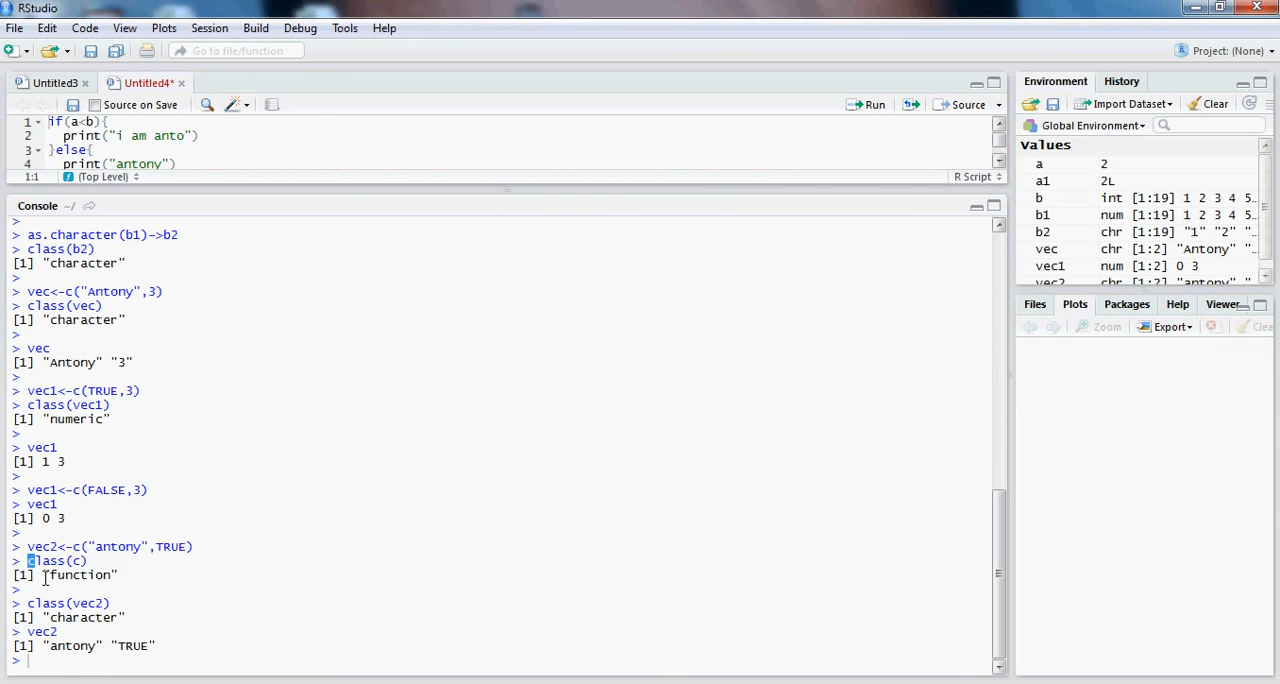 RStudio
File Edit Code View Plots Session Build Debug Tools Help
Go to file/function
Project: (None)
Untitled3
Untitled4*
Source on Save
Run
Source
1 if(a<b){
2 print("i am anto")
3 }else{
4 print("antony")
1:1 (Top Level) R Script
Console ~/
>
> as.character(b1)->b2
> class(b2)
[1] "character"
>
> vec<-c("Antony",3)
> class(vec)
[1] "character"
>
> vec
[1] "Antony" "3"
>
> vec1<-c(TRUE,3)
> class(vec1)
[1] "numeric"
>
> vec1
[1] 1 3
>
> vec1<-c(FALSE,3)
> vec1
[1] 0 3
>
> vec2<-c("antony",TRUE)
> class(c)
[1] "function"
>
> class(vec2)
[1] "character"
> vec2
[1] "antony" "TRUE"
>
Environment History
Import Dataset Clear
Global Environment
Values
a 2
a1 2L
b int [1:19] 1 2 3 4 5…
b1 num [1:19] 1 2 3 4 5…
b2 chr [1:19] "1" "2" "…
vec chr [1:2] "Antony" "…
vec1 num [1:2] 0 3
vec2 chr [1:2] "antony" "
Files Plots Packages Help Viewer
Zoom Export Clea